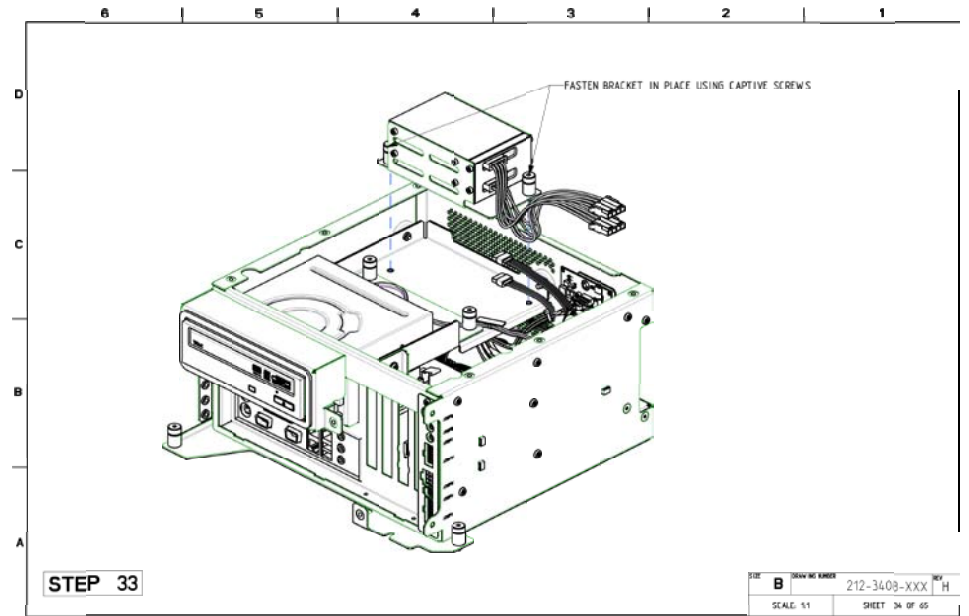 6 5 4 3 2 1
D
FASTEN BRACKET IN PLACE USING CAPTIVE SCREWS
C
B
A
STEP 33
SIZE B DRAWING NUMBER 212-3408-XXX REV H
SCALE 1:1 SHEET 34 OF 65